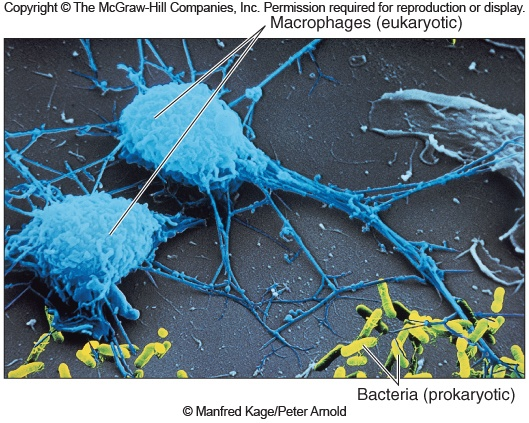 Copyright © The McGraw-Hill Companies, Inc. Permission required for reproduction or display.
Macrophages (eukaryotic)
Bacteria (prokaryotic)
© Manfred Kage/Peter Arnold